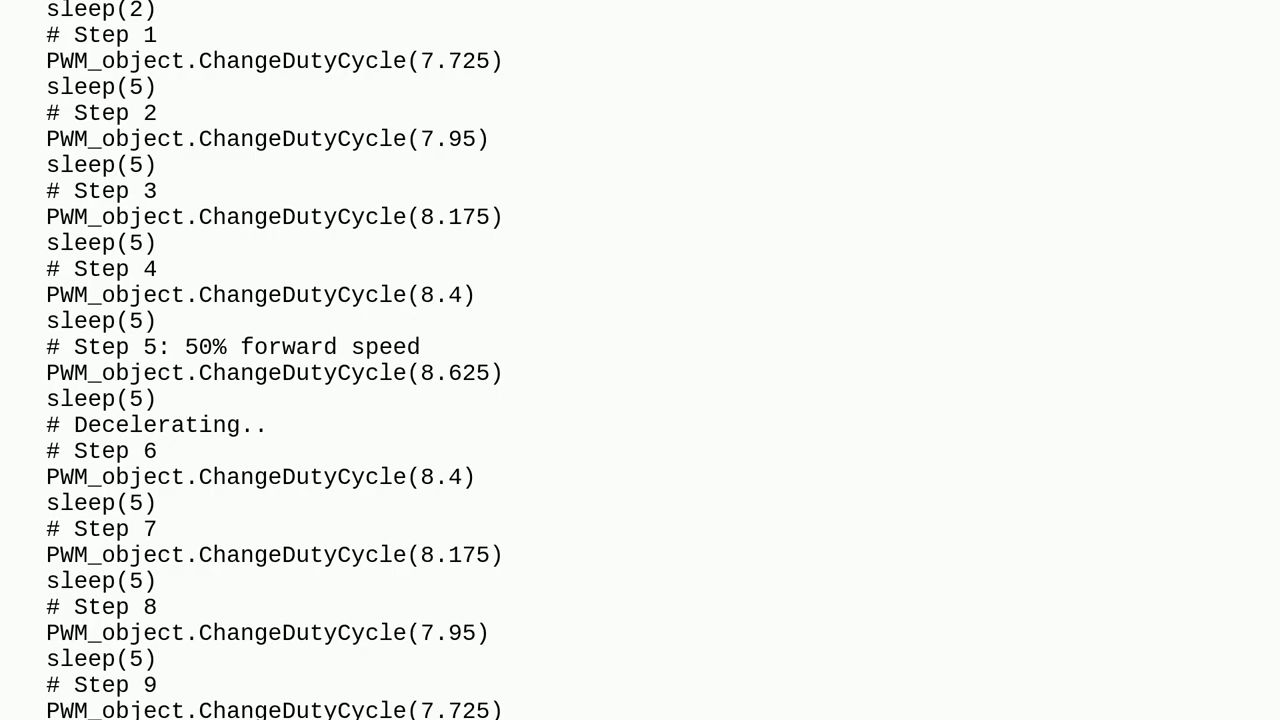 sleep(2)
# Step 1
PWM_object.ChangeDutyCycle(7.725)
sleep(5)
# Step 2
PWM_object.ChangeDutyCycle(7.95)
sleep(5)
# Step 3
PWM_object.ChangeDutyCycle(8.175)
sleep(5)
# Step 4
PWM_object.ChangeDutyCycle(8.4)
sleep(5)
# Step 5: 50% forward speed
PWM_object.ChangeDutyCycle(8.625)
sleep(5)
# Decelerating..
# Step 6
PWM_object.ChangeDutyCycle(8.4)
sleep(5)
# Step 7
PWM_object.ChangeDutyCycle(8.175)
sleep(5)
# Step 8
PWM_object.ChangeDutyCycle(7.95)
sleep(5)
# Step 9
PWM_object.ChangeDutyCycle(7.725)